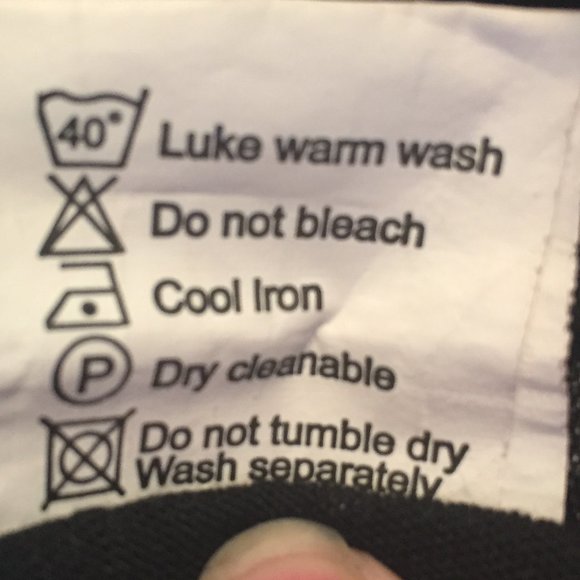 40° Luke warm wash
Do not bleach
Cool Iron
P Dry cleanable
Do not tumble dry
Wash separately